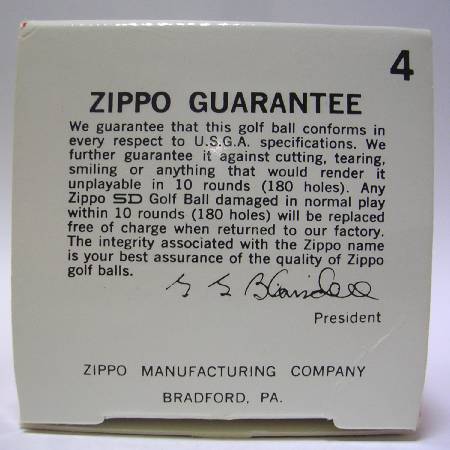 4
ZIPPO GUARANTEE
We guarantee that this golf ball conforms in
every respect to U.S.G.A. specifications. We
further guarantee it against cutting, tearing,
smiling or anything that would render it
unplayable in 10 rounds (180 holes). Any
Zippo SD Golf Ball damaged in normal play
within 10 rounds (180 holes) will be replaced
free of charge when returned to our factory.
The integrity associated with the Zippo name
is your best assurance of the quality of Zippo
golf balls.
G G Blaisdell
President
ZIPPO MANUFACTURING COMPANY
BRADFORD, PA.